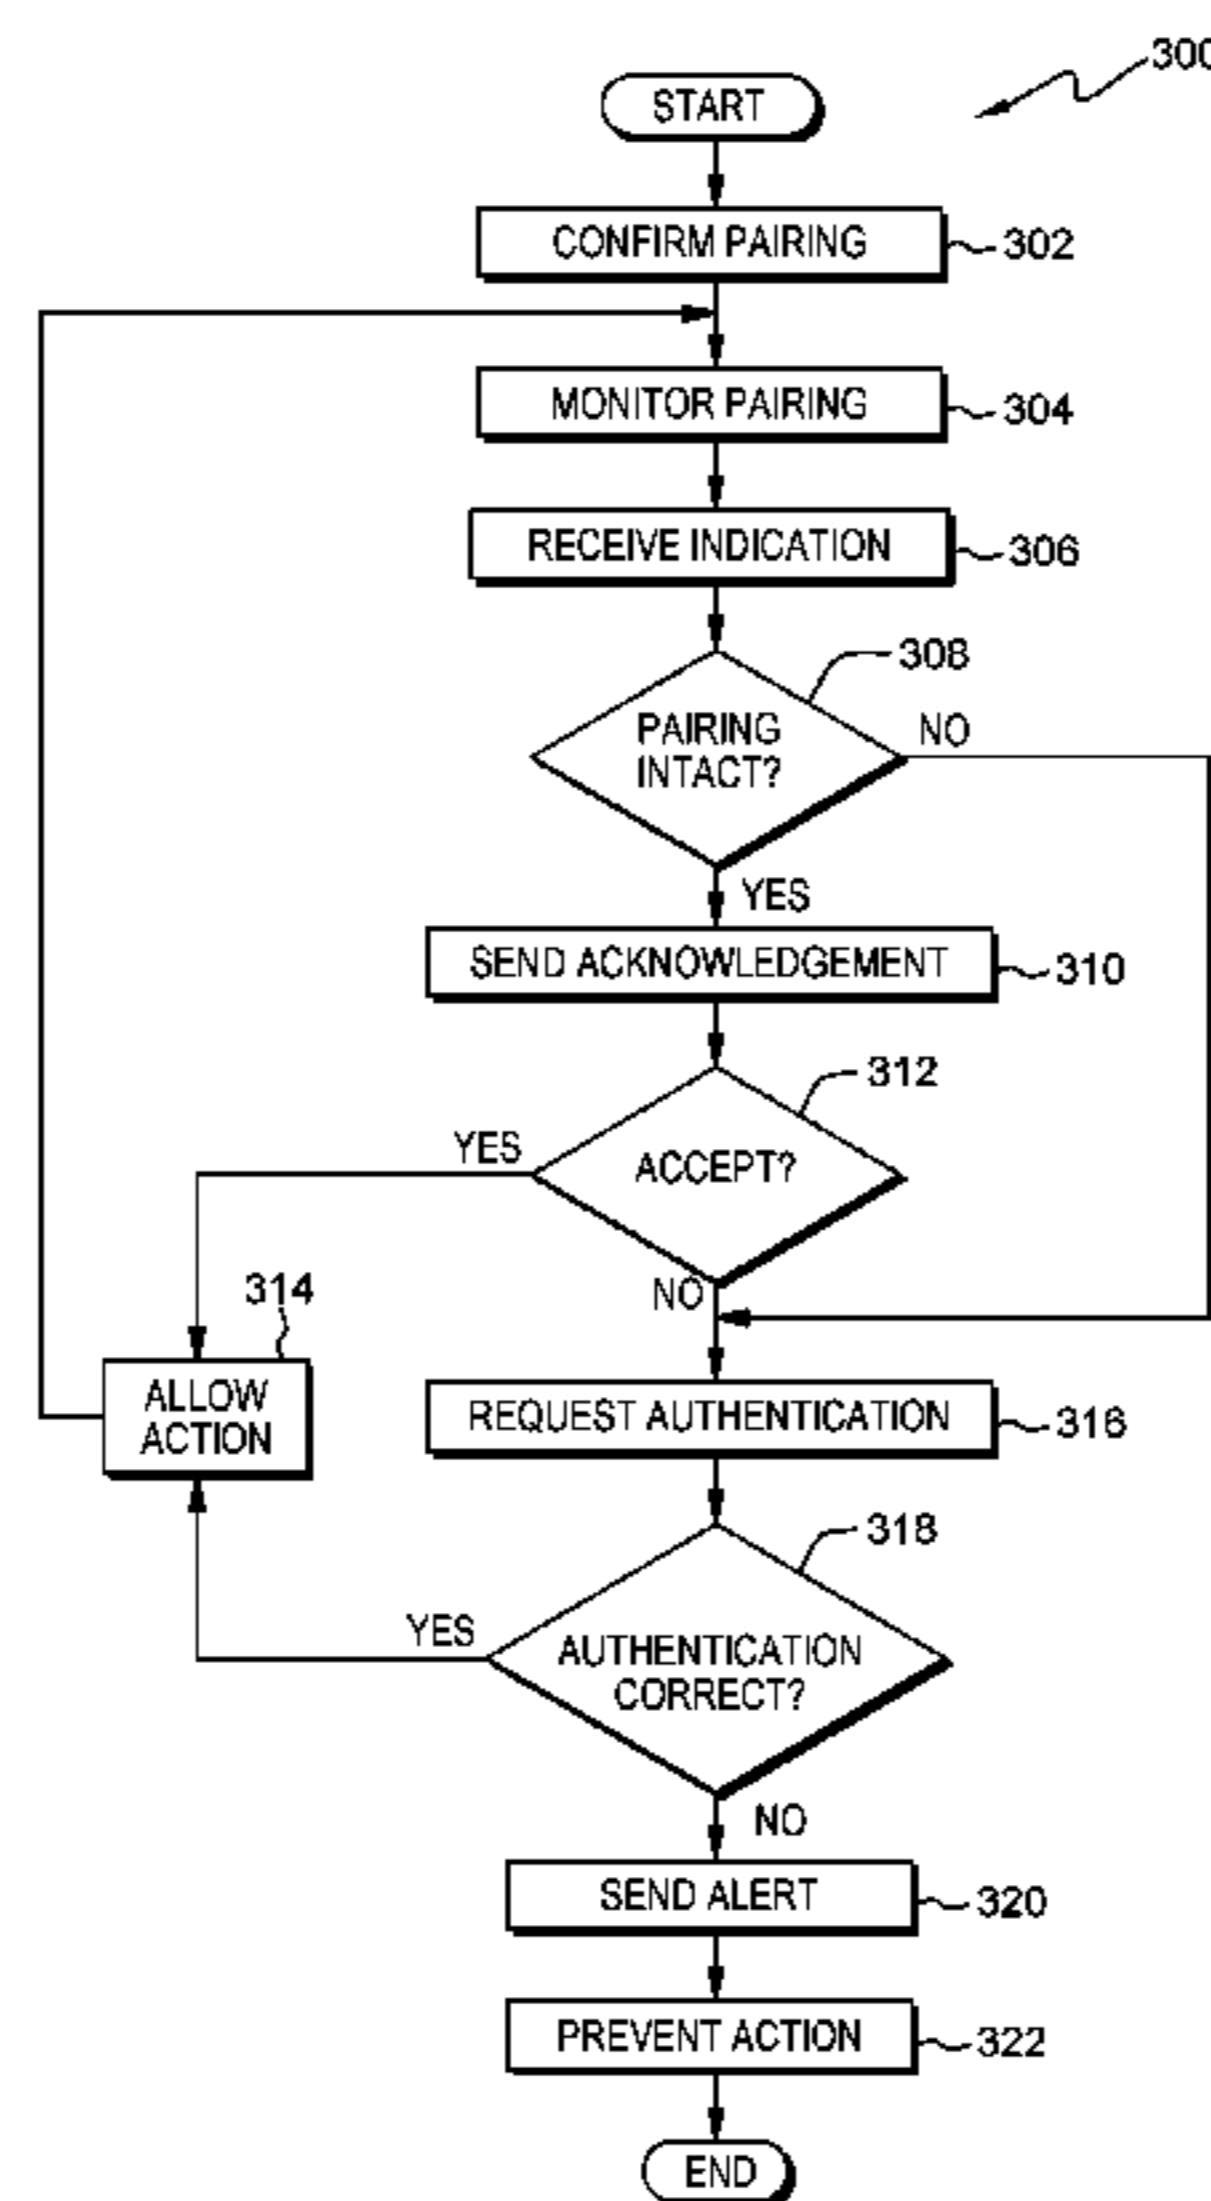 300
START
CONFIRM PAIRING
302
MONITOR PAIRING
304
RECEIVE INDICATION
306
308
PAIRING
INTACT?
NO
YES
SEND ACKNOWLEDGEMENT
310
312
YES
ACCEPT?
NO
314
ALLOW
ACTION
REQUEST AUTHENTICATION
316
318
YES
AUTHENTICATION
CORRECT?
NO
SEND ALERT
320
PREVENT ACTION
322
END